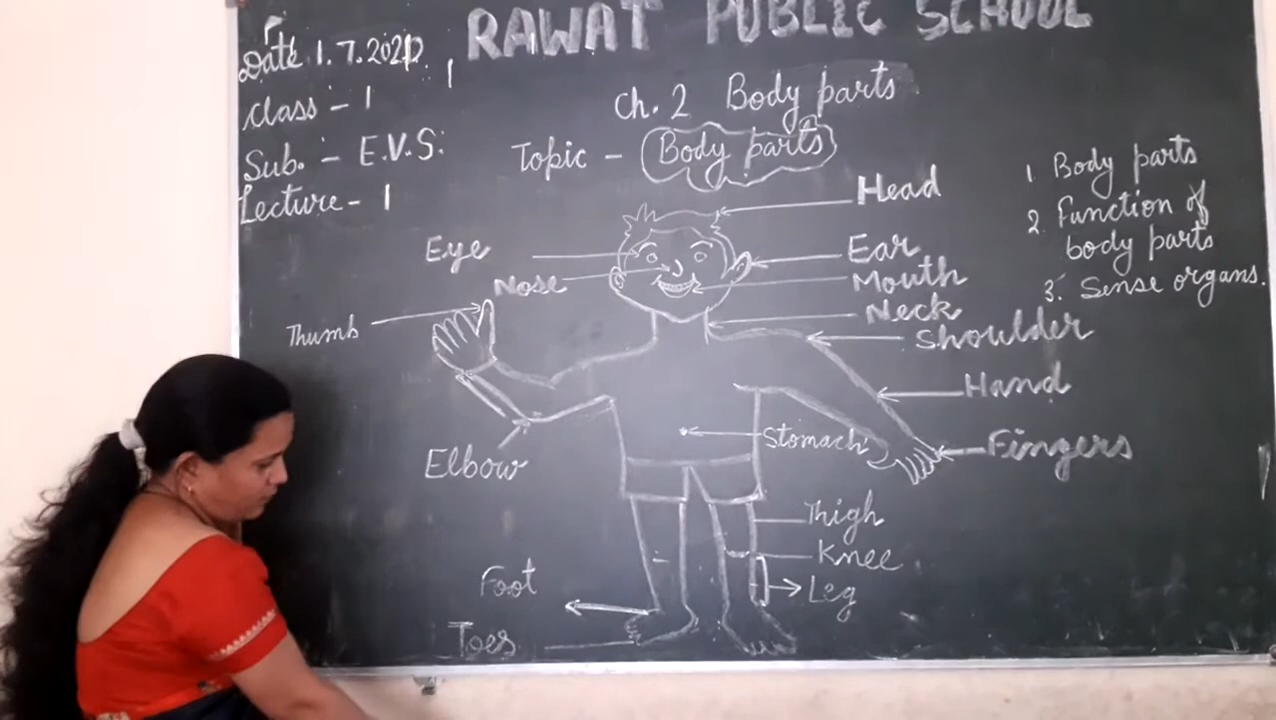 RAWAT PUBLIC SCHOOL
Date 1.7.2021
Class - 1
Sub. - E.V.S.
Lecture - 1
Ch. 2 Body parts
Topic - Body parts
1 Body parts
2. Function of
body parts
3. Sense organs.
Head
Eye
Ear
Nose
Mouth
Neck
Thumb
Shoulder
Hand
Elbow
Stomach
Fingers
Thigh
Knee
Foot
Leg
Toes